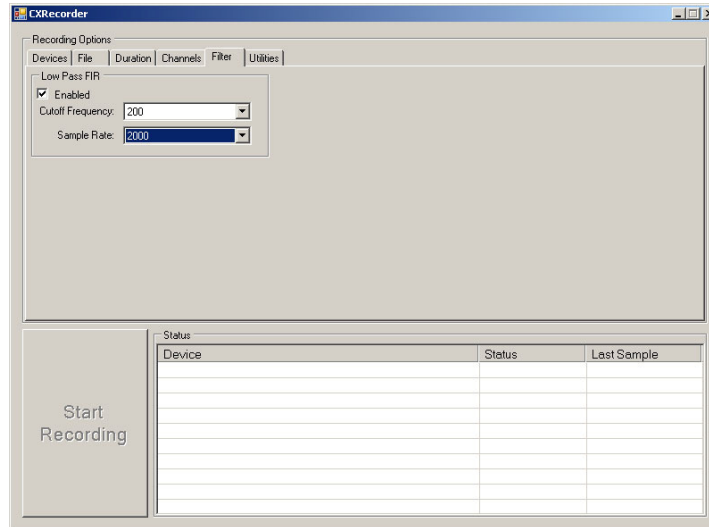 CXRecorder
Recording Options
Devices File Duration Channels Filter Utilities
Low Pass FIR
Enabled
Cutoff Frequency: 200
Sample Rate: 2000
Status
Device Status Last Sample
Start
Recording